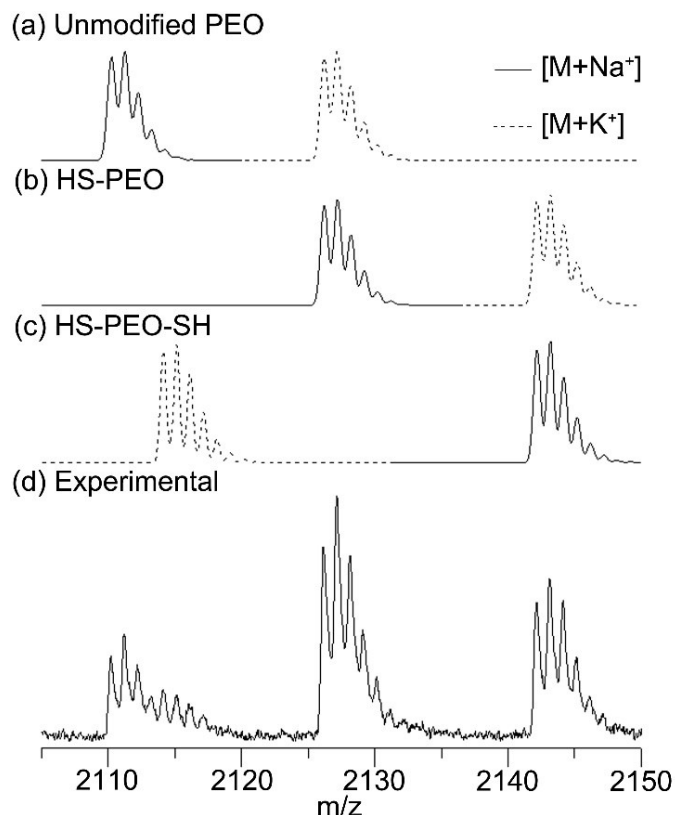 (a) Unmodified PEO
[M+Na⁺]
[M+K⁺]
(b) HS-PEO
(c) HS-PEO-SH
(d) Experimental
2110 2120 2130 2140 2150
m/z